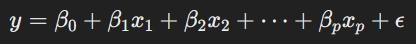 y = β₀ + β₁x₁ + β₂x₂ + ⋯ + βₚxₚ + ϵ